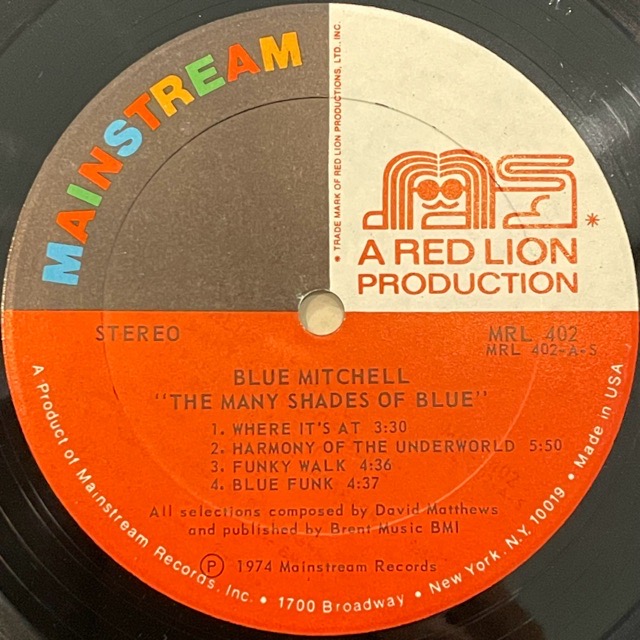 MAINSTREAM
• TRADE MARK OF RED LION PRODUCTIONS, LTD., INC.
ms*
A RED LION
PRODUCTION
STEREO
MRL 402
MRL 402-A-S
BLUE MITCHELL
"THE MANY SHADES OF BLUE"
1. WHERE IT'S AT 3:30
2. HARMONY OF THE UNDERWORLD 5:50
3. FUNKY WALK 4:36
4. BLUE FUNK 4:37
All selections composed by David Matthews
and published by Brent Music BMI
Ⓟ 1974 Mainstream Records
A Product of Mainstream Records, Inc. • 1700 Broadway • New York, N.Y. 10019 • Made in USA